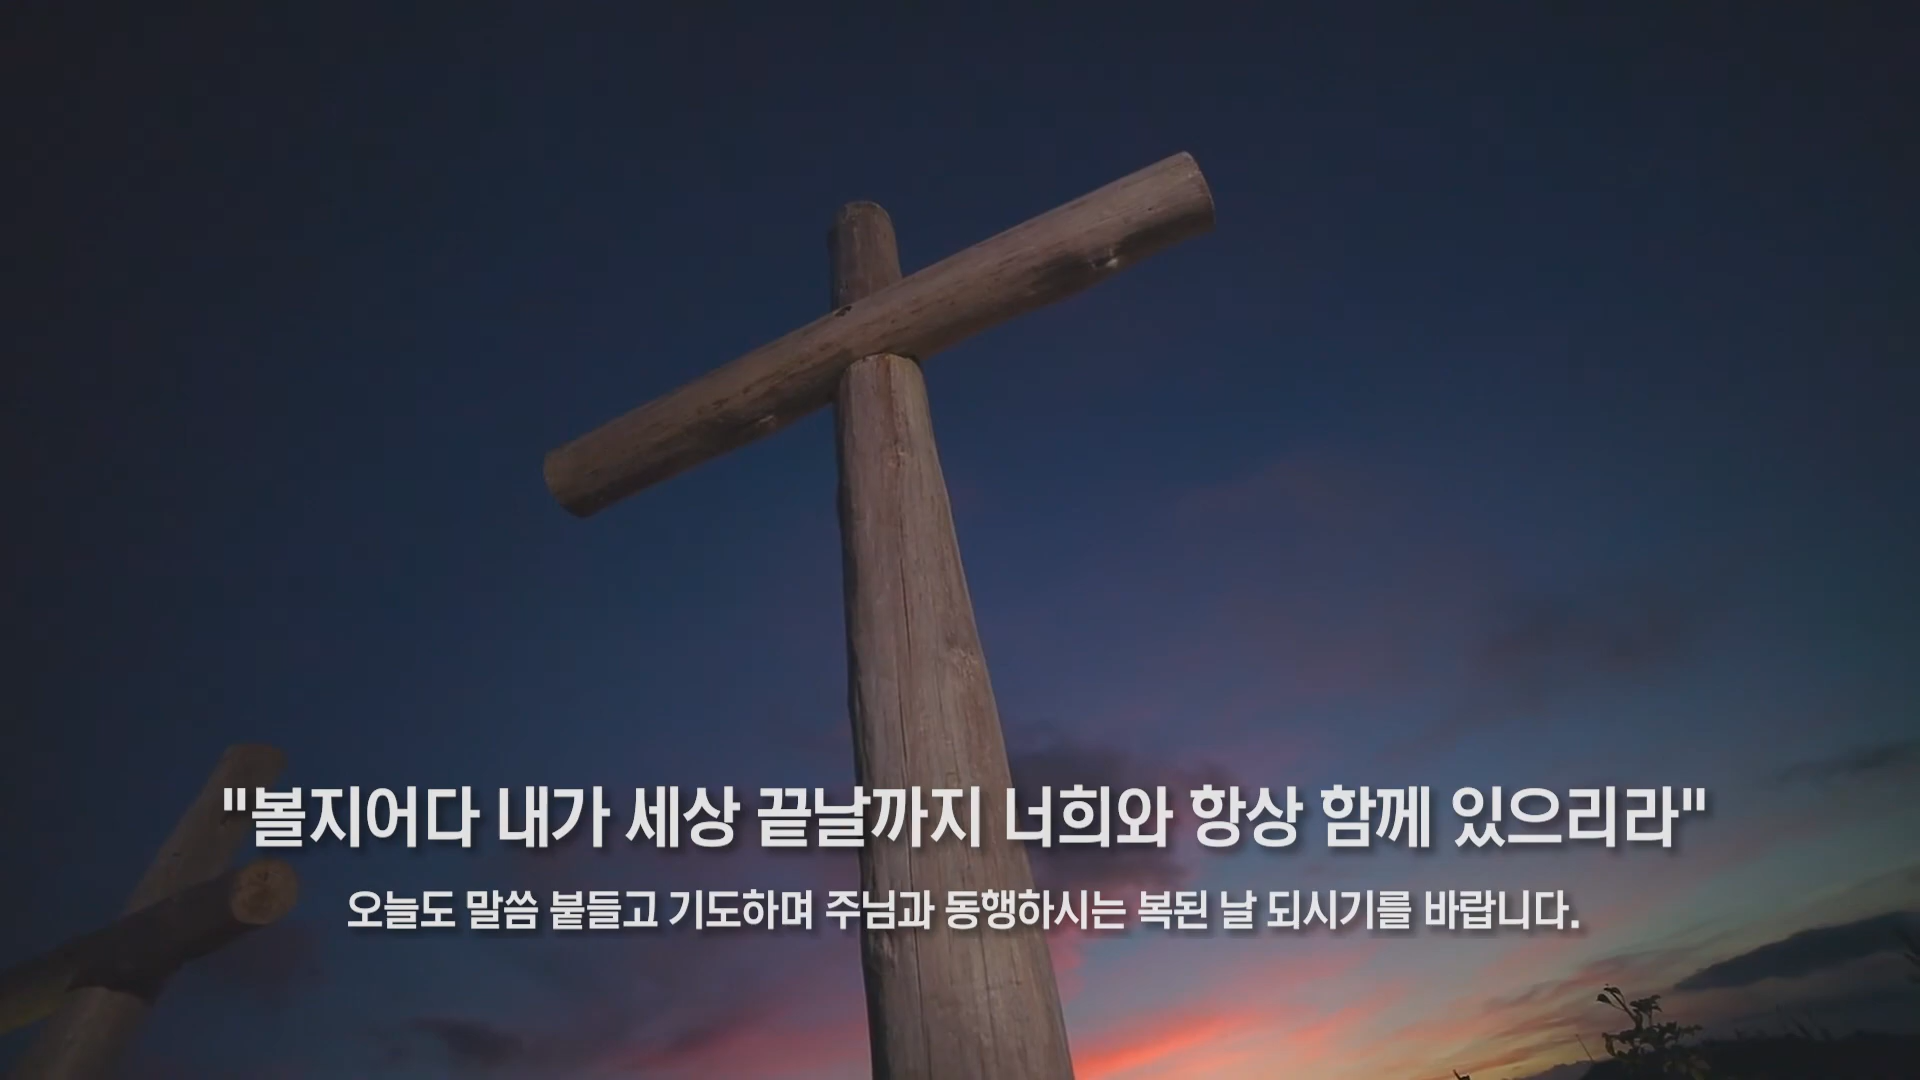 "볼지어다 내가 세상 끝날까지 너희와 항상 함께 있으리라"
오늘도 말씀 붙들고 기도하며 주님과 동행하시는 복된 날 되시기를 바랍니다.